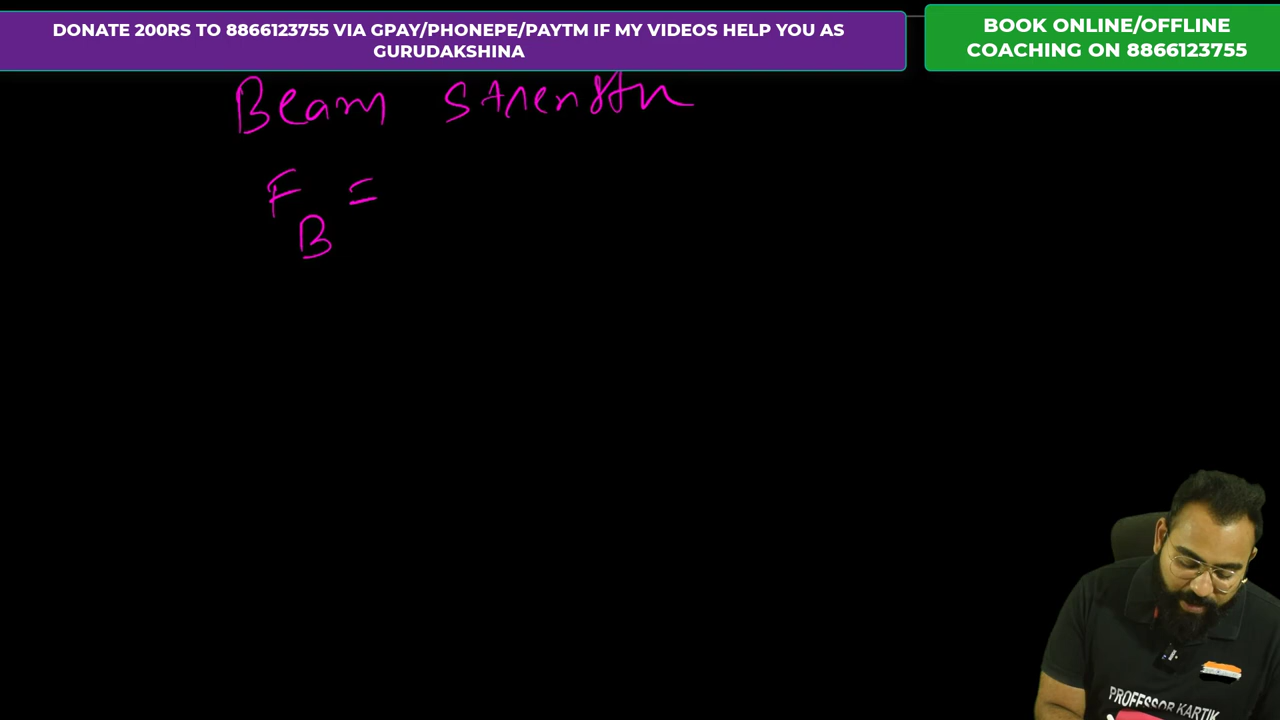 DONATE 200RS TO 8866123755 VIA GPAY/PHONEPE/PAYTM IF MY VIDEOS HELP YOU AS
GURUDAKSHINA
BOOK ONLINE/OFFLINE
COACHING ON 8866123755
Beam Strength
F_B =
PROFESSOR KARTIK